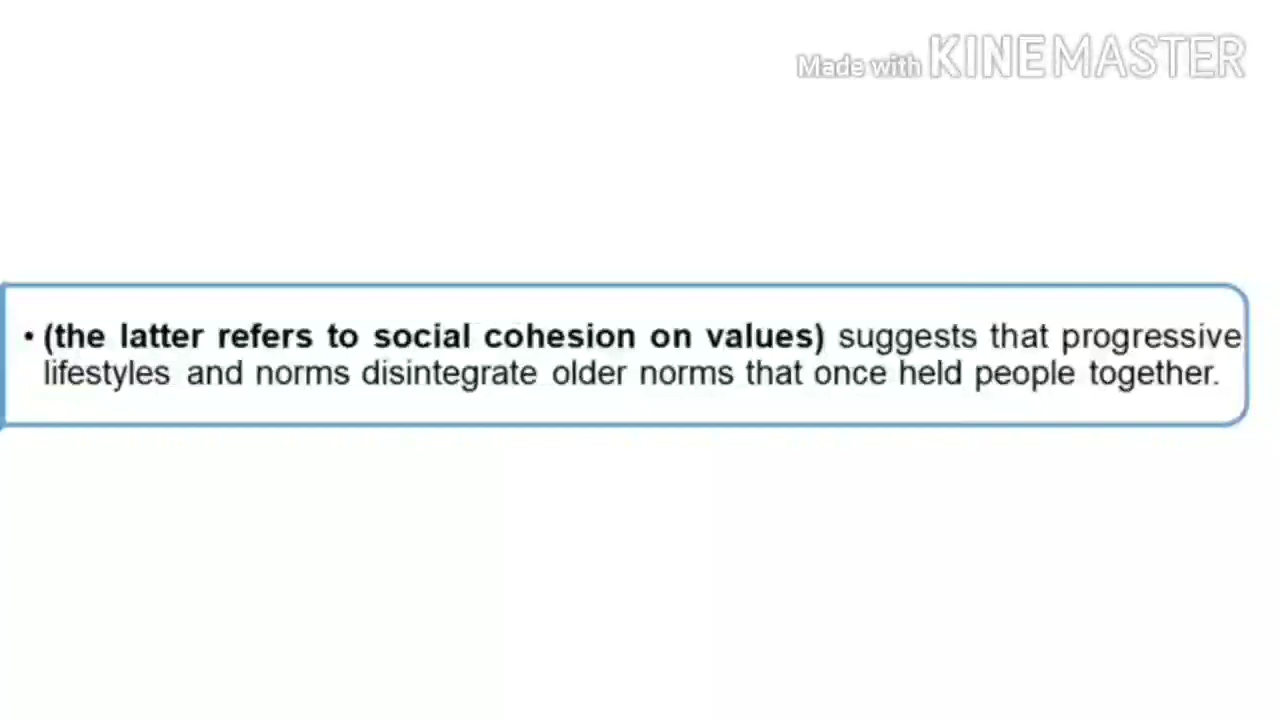 Made with KINEMASTER
• (the latter refers to social cohesion on values) suggests that progressive
lifestyles and norms disintegrate older norms that once held people together.